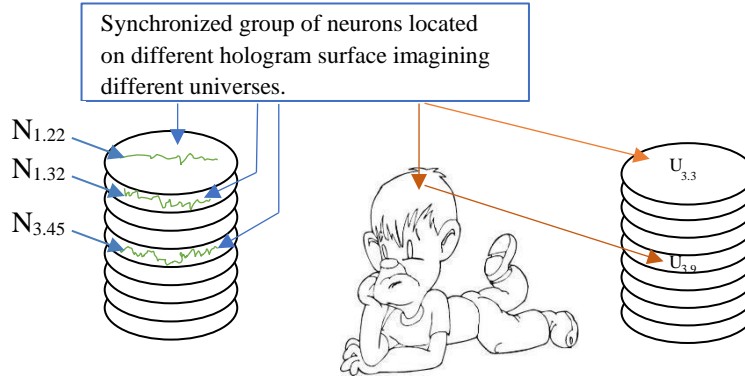 Synchronized group of neurons located
on different hologram surface imagining
different universes.
N1.22
N1.32
N3.45
U3.3
U3.9